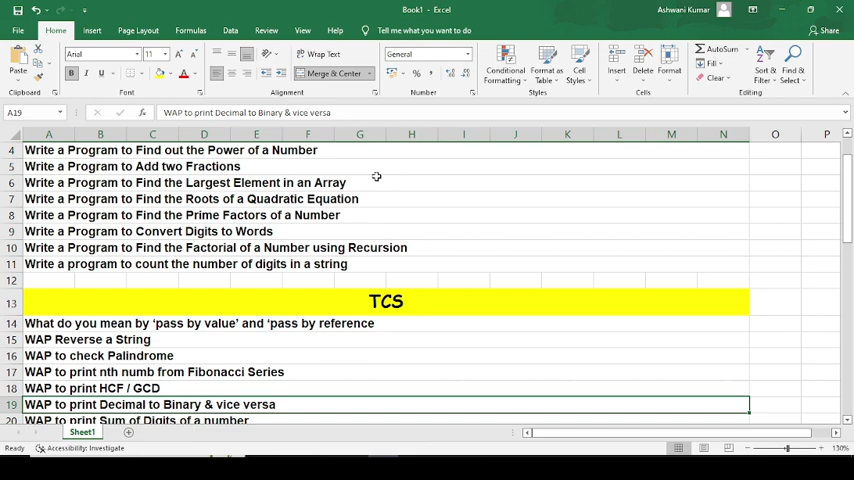 Book1 - Excel
Ashwani Kumar
File Home Insert Page Layout Formulas Data Review View Help Tell me what you want to do Share
Paste
Arial 11 A A
B I U A
Wrap Text
Merge & Center
General
% ,
Conditional Formatting
Format as Table
Cell Styles
Insert
Delete
Format
AutoSum
Fill
Clear
Sort & Filter
Find & Select
Clipboard Font Alignment Number Styles Cells Editing
A19 fx WAP to print Decimal to Binary & vice versa
A B C D E F G H I J K L M N O P
4 Write a Program to Find out the Power of a Number
5 Write a Program to Add two Fractions
6 Write a Program to Find the Largest Element in an Array
7 Write a Program to Find the Roots of a Quadratic Equation
8 Write a Program to Find the Prime Factors of a Number
9 Write a Program to Convert Digits to Words
10 Write a Program to Find the Factorial of a Number using Recursion
11 Write a program to count the number of digits in a string
12
13 TCS
14 What do you mean by ‘pass by value’ and ‘pass by reference
15 WAP Reverse a String
16 WAP to check Palindrome
17 WAP to print nth numb from Fibonacci Series
18 WAP to print HCF / GCD
19 WAP to print Decimal to Binary & vice versa
20 WAP to print Sum of Digits of a number
Sheet1
Ready Accessibility: Investigate 130%